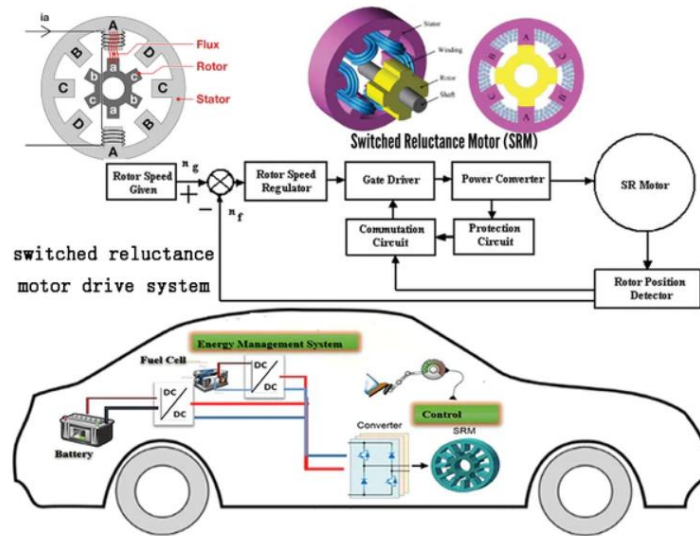 ia
A
Flux
B
D
a
b
c
Rotor
C
C
c
b
a
Stator
D
B
A
Stator
Winding
Rotor
Shaft
A
B
C
C
B
A
Switched Reluctance Motor (SRM)
Rotor Speed
Given
n g
+
−
n f
Rotor Speed
Regulator
Gate Driver
Power Converter
SR Motor
Commutation
Circuit
Protection
Circuit
Rotor Position
Detector
switched reluctance
motor drive system
Energy Management System
Fuel Cell
DC
DC
DC
DC
Battery
Control
Converter
SRM